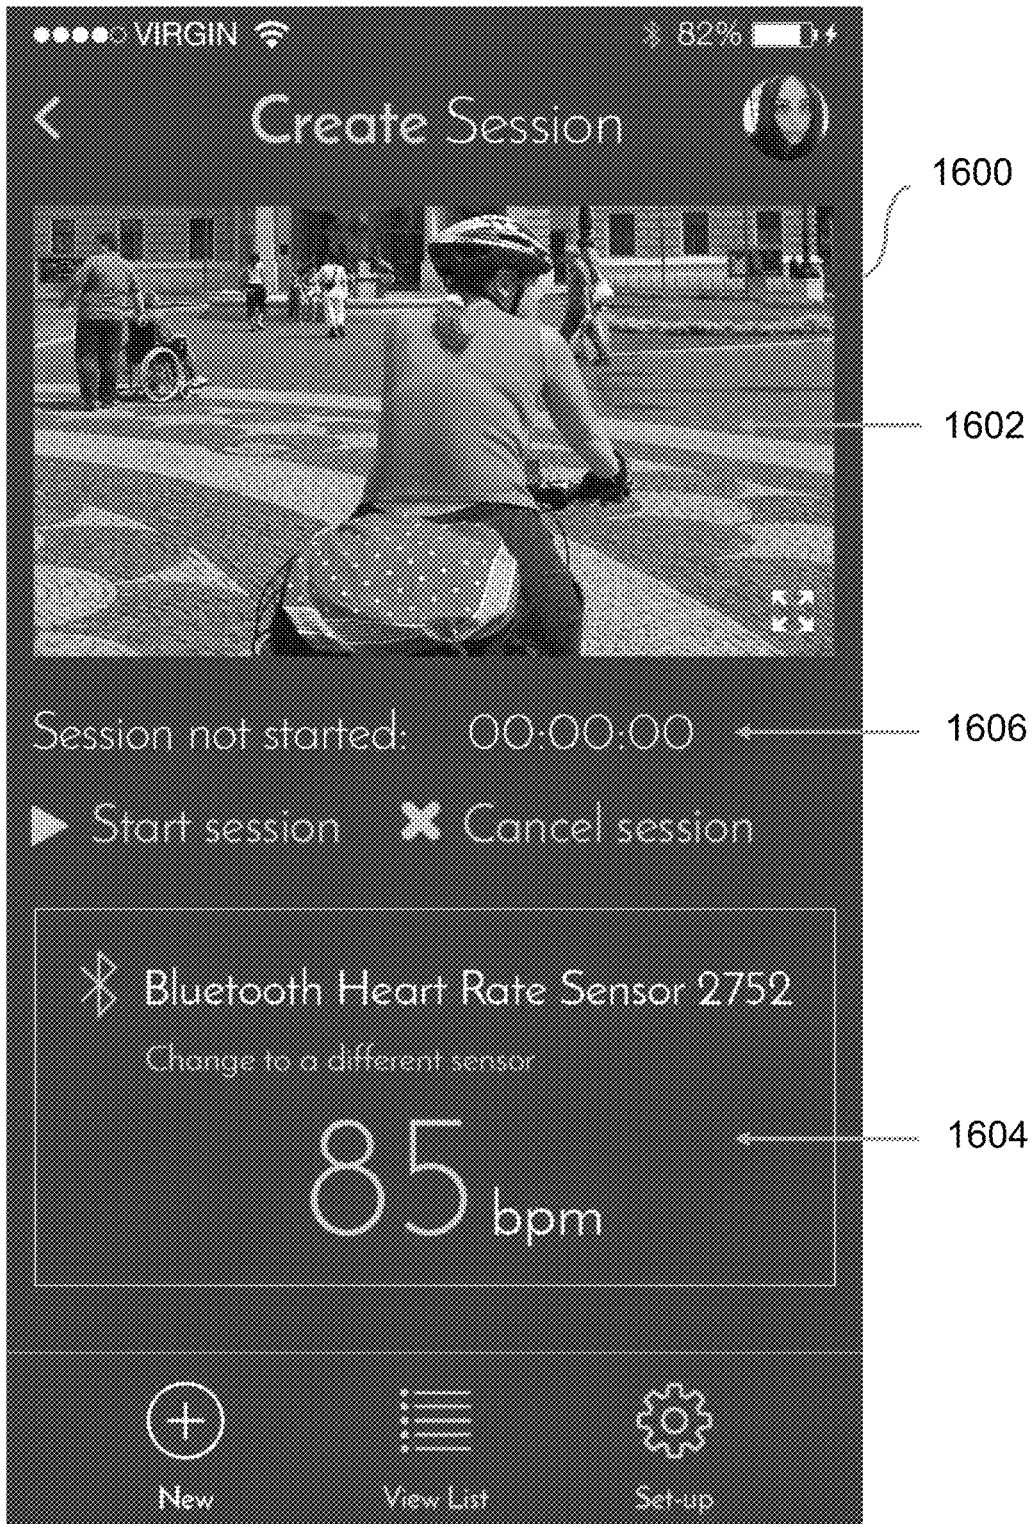 VIRGIN 82%
Create Session
1600
1602
Session not started: 00:00:00
1606
Start session Cancel session
Bluetooth Heart Rate Sensor 2752
Change to a different sensor
85 bpm
1604
New View List Set-up